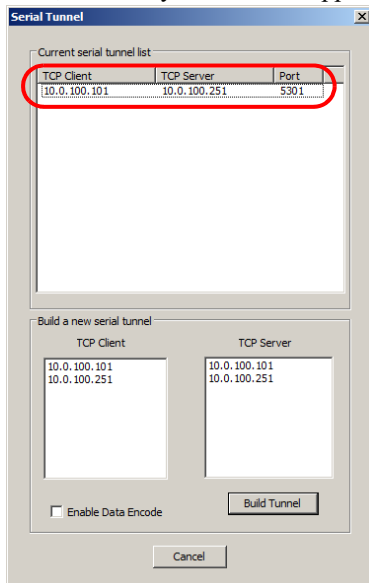 Serial Tunnel
Current serial tunnel list
TCP Client TCP Server Port
10.0.100.101 10.0.100.251 5301
Build a new serial tunnel
TCP Client TCP Server
10.0.100.101 10.0.100.101
10.0.100.251 10.0.100.251
Enable Data Encode Build Tunnel
Cancel